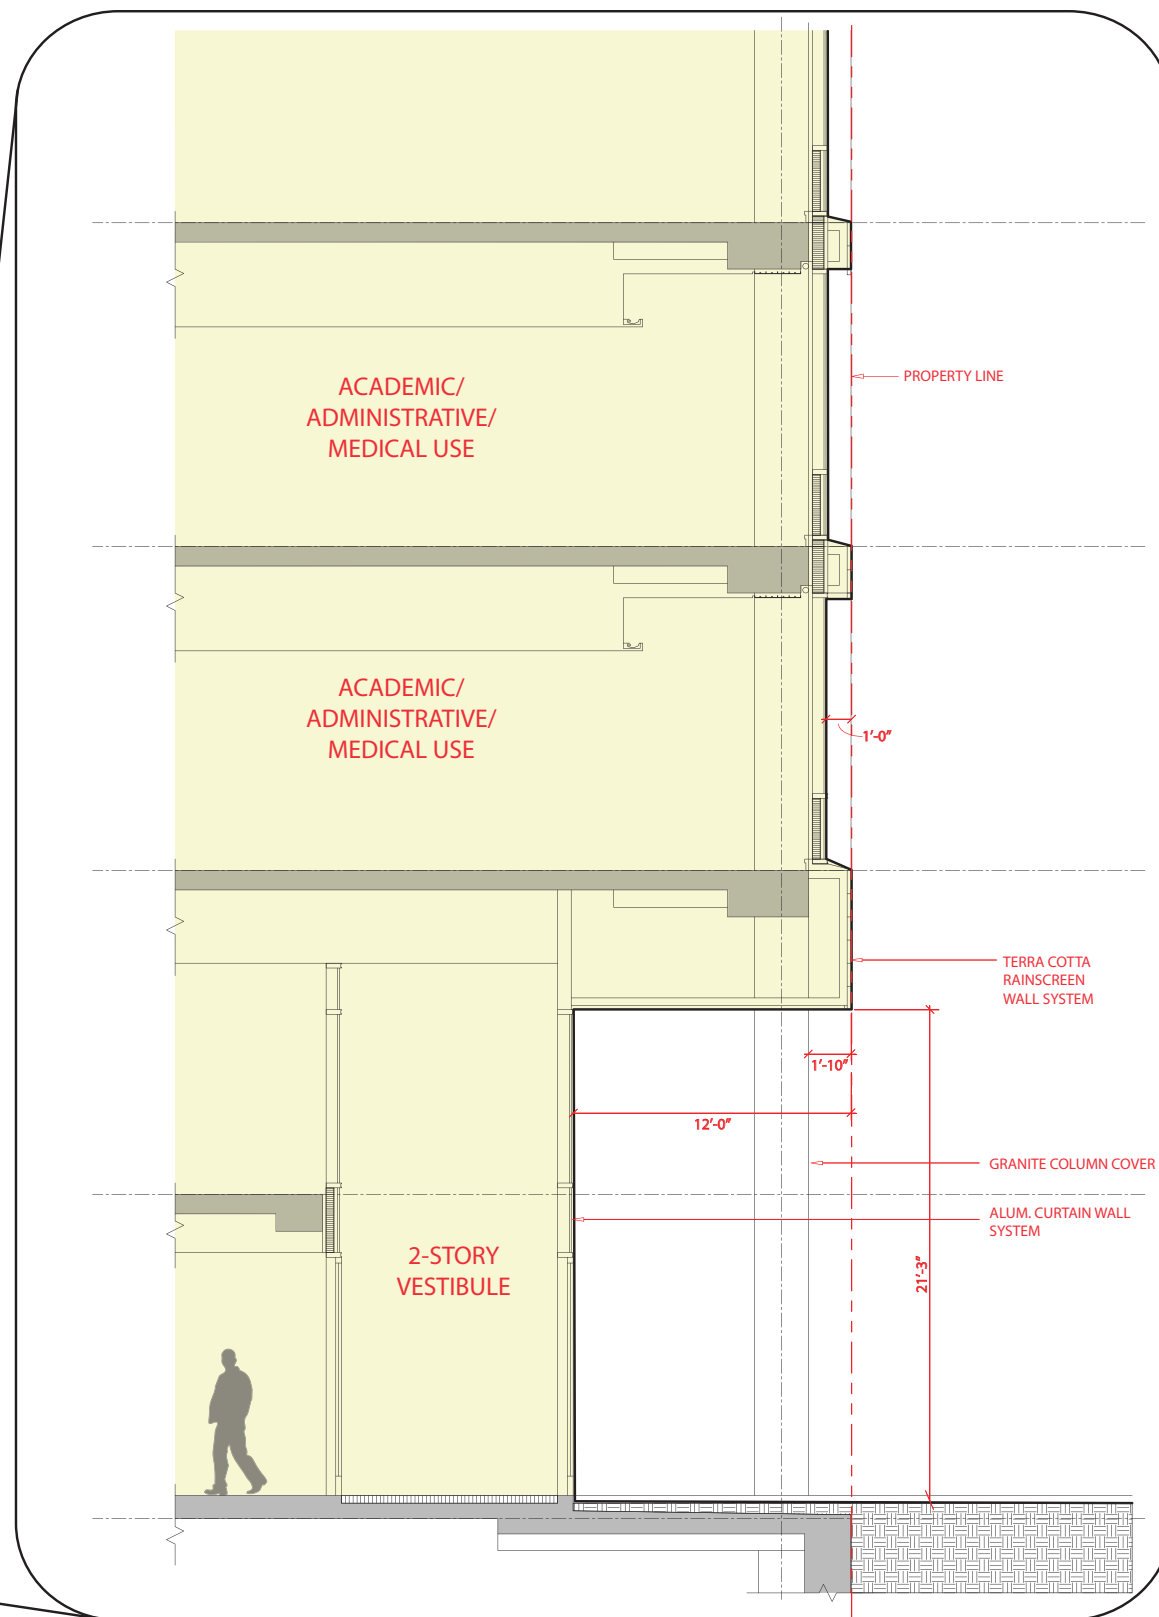 ACADEMIC/
ADMINISTRATIVE/
MEDICAL USE
PROPERTY LINE
ACADEMIC/
ADMINISTRATIVE/
MEDICAL USE
1'-0"
TERRA COTTA
RAINSCREEN
WALL SYSTEM
1'-10"
12'-0"
GRANITE COLUMN COVER
ALUM. CURTAIN WALL
SYSTEM
2-STORY
VESTIBULE
21'-3"